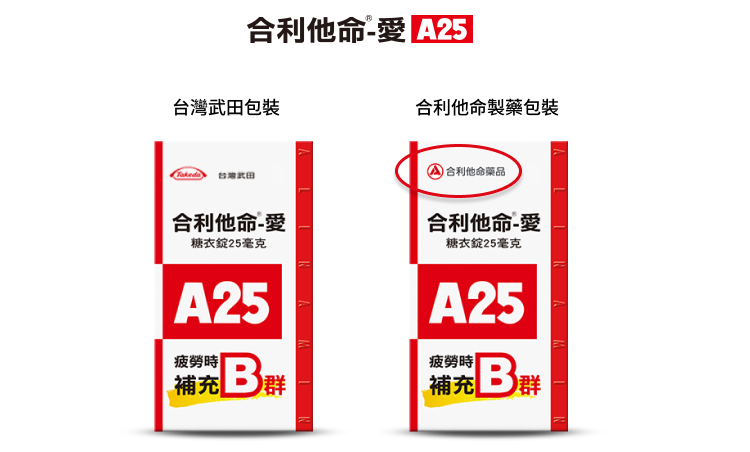 合利他命®-愛 A25
台灣武田包裝
合利他命製藥包裝
Takeda 台灣武田
合利他命®-愛
糖衣錠25毫克
A25
疲勞時
補充B群
ALINAMIN
合利他命藥品
合利他命®-愛
糖衣錠25毫克
A25
疲勞時
補充B群
ALINAMIN